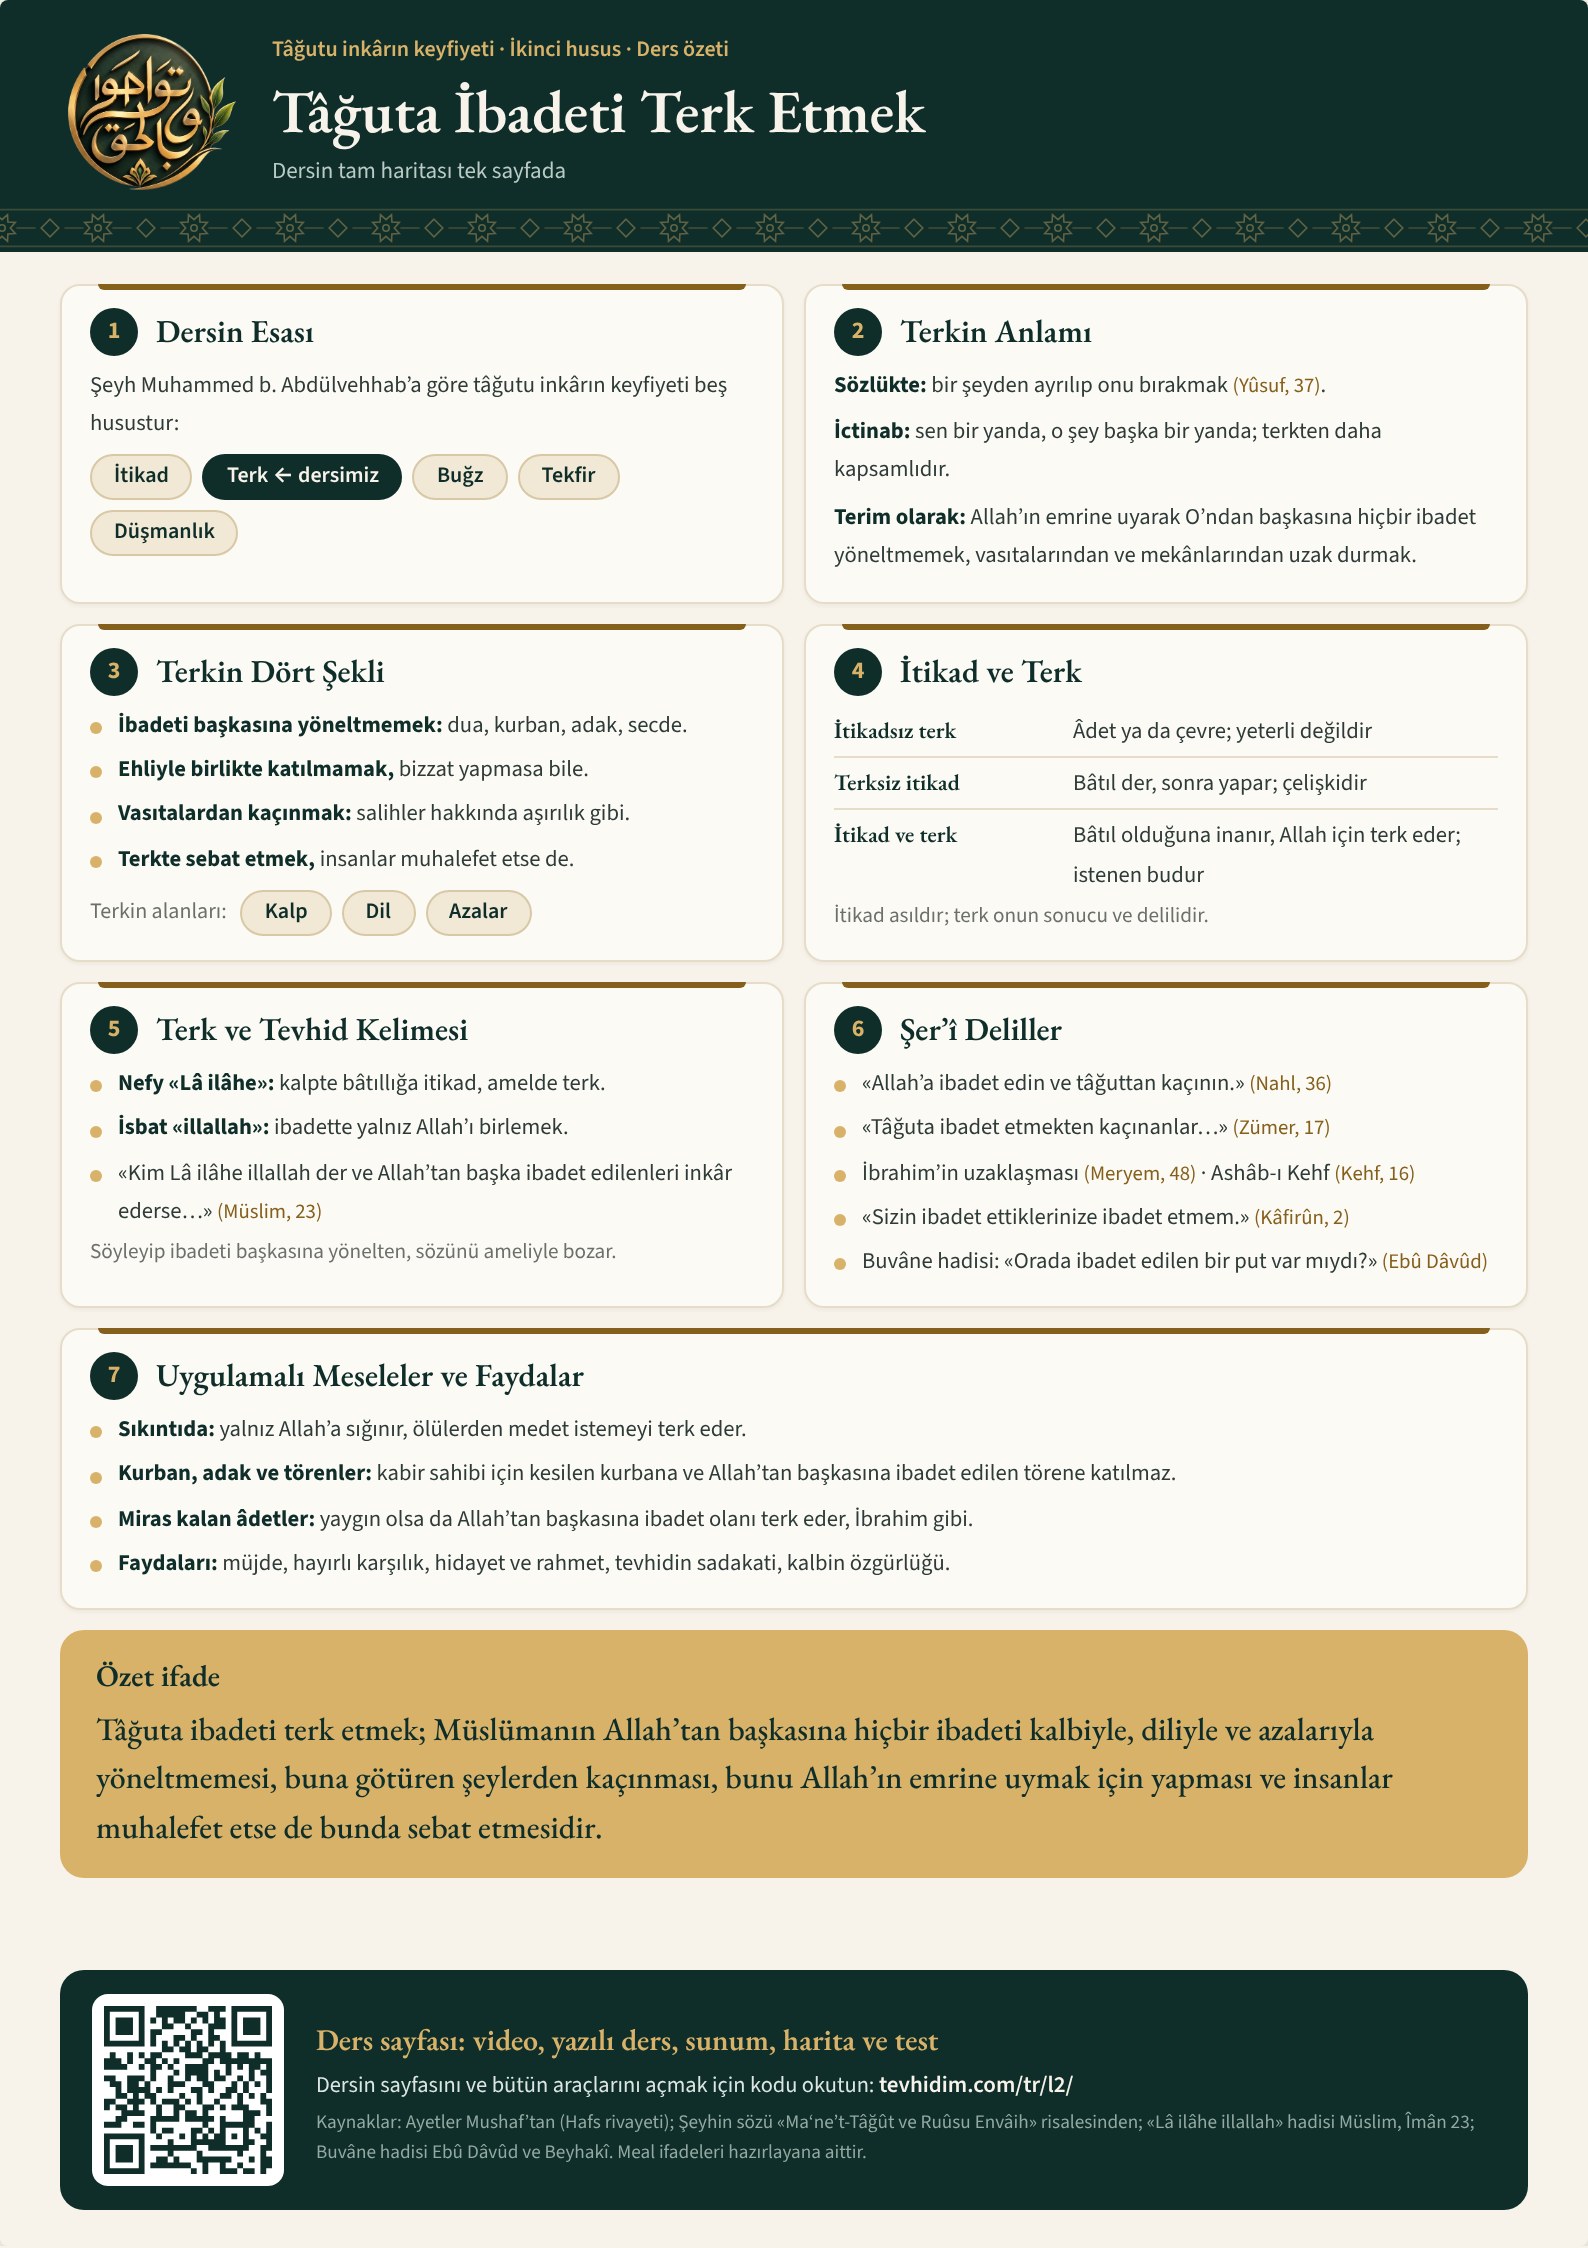 Tâğutu inkârın keyfiyeti · İkinci husus · Ders özeti
Tâğuta İbadeti Terk Etmek
Dersin tam haritası tek sayfada
1 Dersin Esası
Şeyh Muhammed b. Abdülvehhab’a göre tâğutu inkârın keyfiyeti beş
husustur:
İtikad
Terk ← dersimiz
Buğz
Tekfir
Düşmanlık
2 Terkin Anlamı
Sözlükte: bir şeyden ayrılıp onu bırakmak (Yûsuf, 37).
İctinab: sen bir yanda, o şey başka bir yanda; terkten daha
kapsamlıdır.
Terim olarak: Allah’ın emrine uyarak O’ndan başkasına hiçbir ibadet
yöneltmemek, vasıtalarından ve mekânlarından uzak durmak.
3 Terkin Dört Şekli
İbadeti başkasına yöneltmemek: dua, kurban, adak, secde.
Ehliyle birlikte katılmamak, bizzat yapmasa bile.
Vasıtalardan kaçınmak: salihler hakkında aşırılık gibi.
Terkte sebat etmek, insanlar muhalefet etse de.
Terkin alanları: Kalp Dil Azalar
4 İtikad ve Terk
İtikadsız terk Âdet ya da çevre; yeterli değildir
Terksiz itikad Bâtıl der, sonra yapar; çelişkidir
İtikad ve terk Bâtıl olduğuna inanır, Allah için terk eder;
istenen budur
İtikad asıldır; terk onun sonucu ve delilidir.
5 Terk ve Tevhid Kelimesi
Nefy «Lâ ilâhe»: kalpte bâtıllığa itikad, amelde terk.
İsbat «illallah»: ibadette yalnız Allah’ı birlemek.
«Kim Lâ ilâhe illallah der ve Allah’tan başka ibadet edilenleri inkâr
ederse…» (Müslim, 23)
Söyleyip ibadeti başkasına yönelten, sözünü ameliyle bozar.
6 Şer’î Deliller
«Allah’a ibadet edin ve tâğuttan kaçının.» (Nahl, 36)
«Tâğuta ibadet etmekten kaçınanlar…» (Zümer, 17)
İbrahim’in uzaklaşması (Meryem, 48) · Ashâb-ı Kehf (Kehf, 16)
«Sizin ibadet ettiklerinize ibadet etmem.» (Kâfirûn, 2)
Buvâne hadisi: «Orada ibadet edilen bir put var mıydı?» (Ebû Dâvûd)
7 Uygulamalı Meseleler ve Faydalar
Sıkıntıda: yalnız Allah’a sığınır, ölülerden medet istemeyi terk eder.
Kurban, adak ve törenler: kabir sahibi için kesilen kurbana ve Allah’tan başkasına ibadet edilen törene katılmaz.
Miras kalan âdetler: yaygın olsa da Allah’tan başkasına ibadet olanı terk eder, İbrahim gibi.
Faydaları: müjde, hayırlı karşılık, hidayet ve rahmet, tevhidin sadakati, kalbin özgürlüğü.
Özet ifade
Tâğuta ibadeti terk etmek; Müslümanın Allah’tan başkasına hiçbir ibadeti kalbiyle, diliyle ve azalarıyla
yöneltmemesi, buna götüren şeylerden kaçınması, bunu Allah’ın emrine uymak için yapması ve insanlar
muhalefet etse de bunda sebat etmesidir.
Ders sayfası: video, yazılı ders, sunum, harita ve test
Dersin sayfasını ve bütün araçlarını açmak için kodu okutun: tevhidim.com/tr/l2/
Kaynaklar: Ayetler Mushaf’tan (Hafs rivayeti); Şeyhin sözü «Ma‘ne’t-Tâğût ve Ruûsu Envâih» risalesinden; «Lâ ilâhe illallah» hadisi Müslim, Îmân 23;
Buvâne hadisi Ebû Dâvûd ve Beyhakî. Meal ifadeleri hazırlayana aittir.